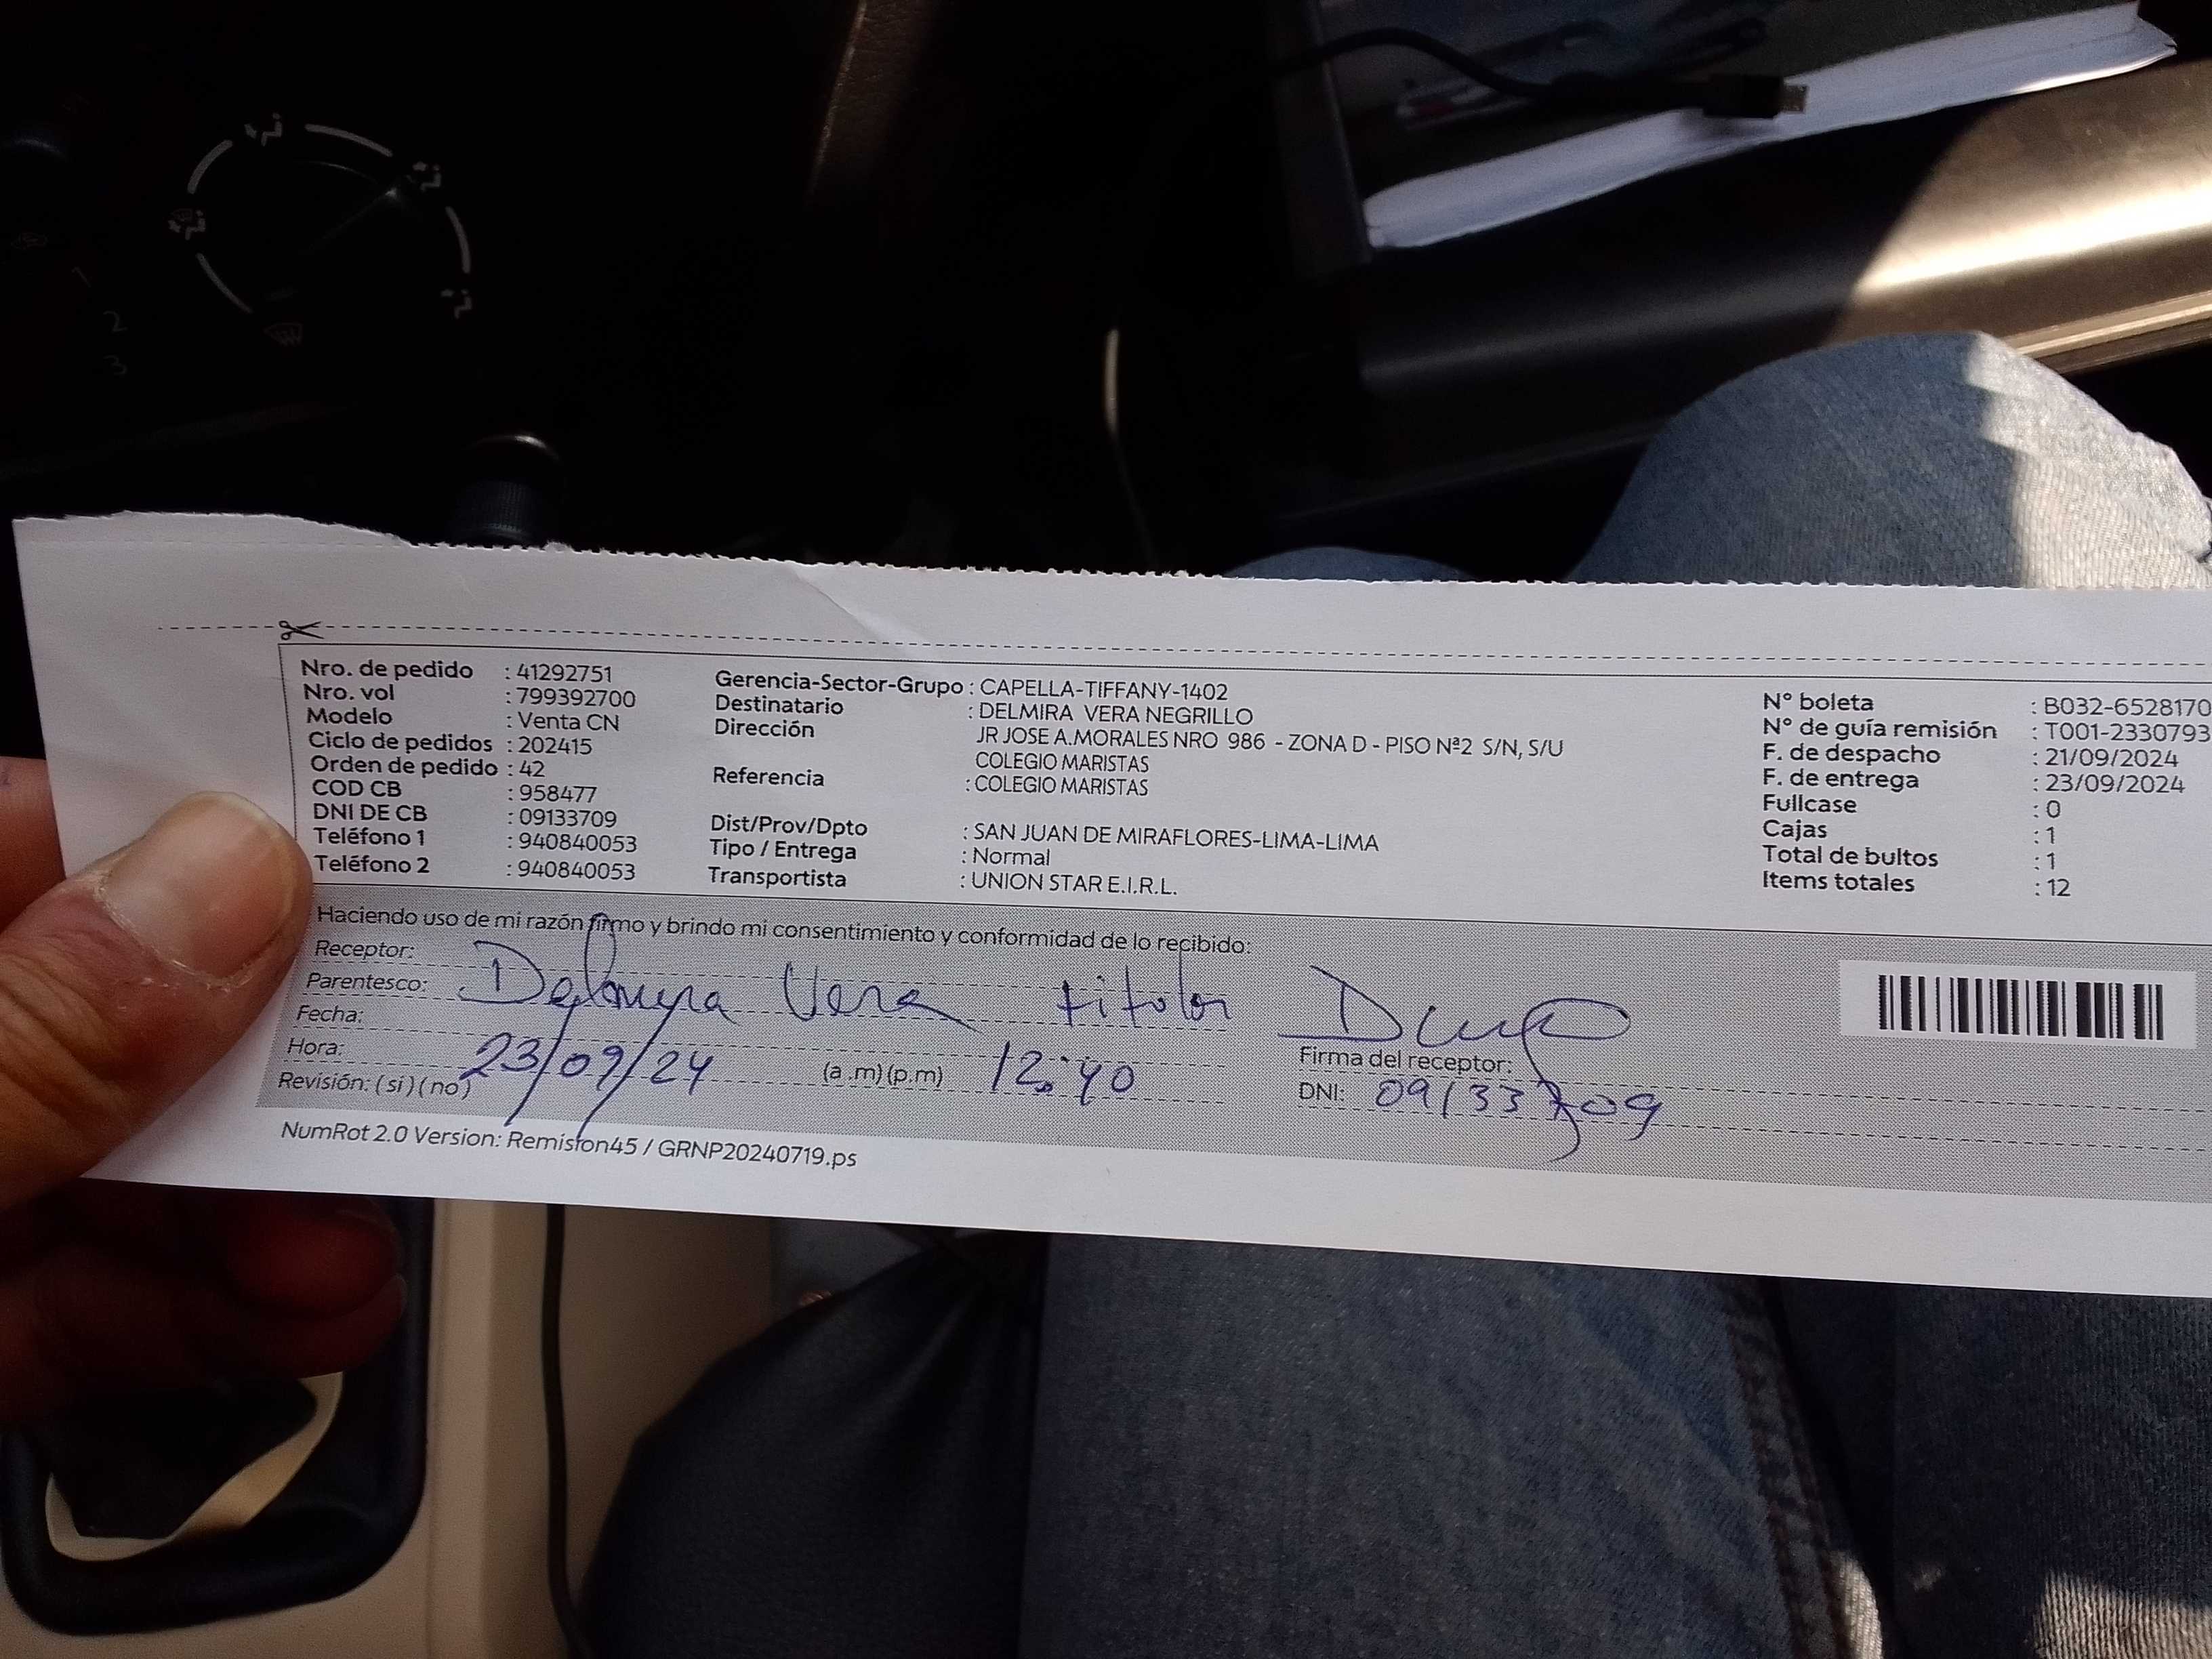 1
2
3
Nro. de pedido : 41292751
Nro. vol : 799392700
Modelo : Venta CN
Ciclo de pedidos : 202415
Orden de pedido : 42
COD CB : 958477
DNI DE CB : 09133709
Teléfono 1 : 940840053
Teléfono 2 : 940840053
Gerencia-Sector-Grupo : CAPELLA-TIFFANY-1402
Destinatario : DELMIRA VERA NEGRILLO
Dirección JR JOSE A.MORALES NRO 986 - ZONA D - PISO Nª2 S/N, S/U
COLEGIO MARISTAS
Referencia : COLEGIO MARISTAS
Dist/Prov/Dpto : SAN JUAN DE MIRAFLORES-LIMA-LIMA
Tipo / Entrega : Normal
Transportista : UNION STAR E.I.R.L.
N° boleta : B032-6528170
N° de guía remisión : T001-2330793
F. de despacho : 21/09/2024
F. de entrega : 23/09/2024
Fullcase : 0
Cajas : 1
Total de bultos : 1
Items totales : 12
Haciendo uso de mi razón firmo y brindo mi consentimiento y conformidad de lo recibido:
Receptor:
Parentesco: Delmyra Vera titular
Fecha:
Hora: 23/09/24 (a .m) (p.m) 12:40
Revisión: ( si ) ( no )
Firma del receptor:
DNI: 09133709
NumRot 2.0 Version: Remision45 / GRNP20240719.ps